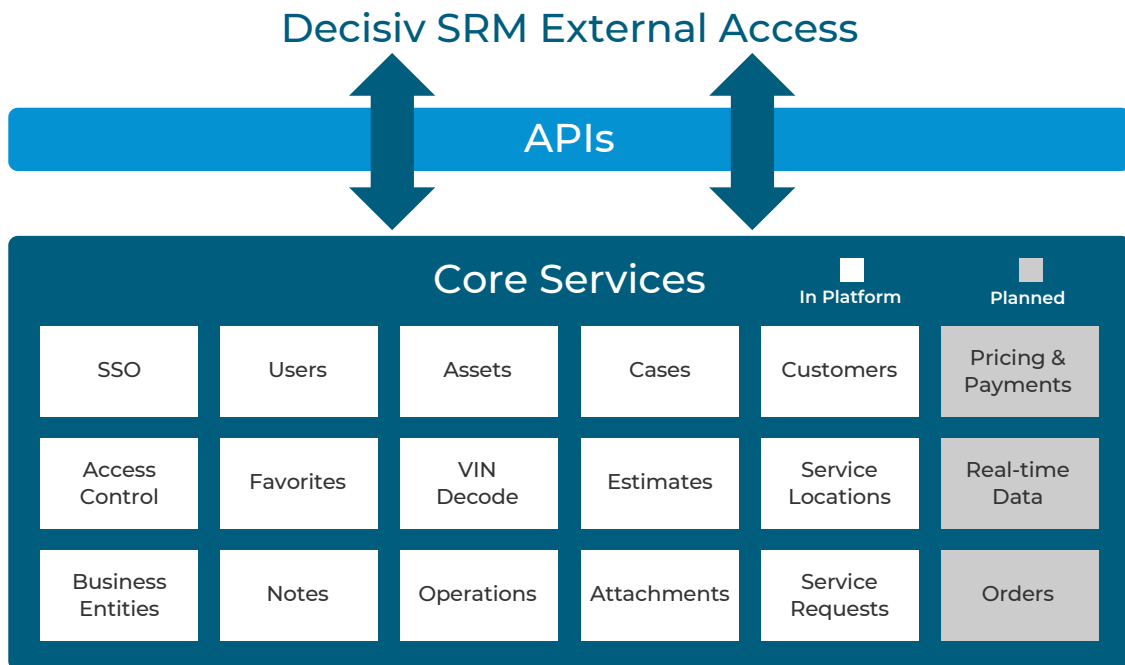 Decisiv SRM External Access
APIs
Core Services
In Platform
Planned
SSO
Users
Assets
Cases
Customers
Pricing &
Payments
Access
Control
Favorites
VIN
Decode
Estimates
Service
Locations
Real-time
Data
Business
Entities
Notes
Operations
Attachments
Service
Requests
Orders